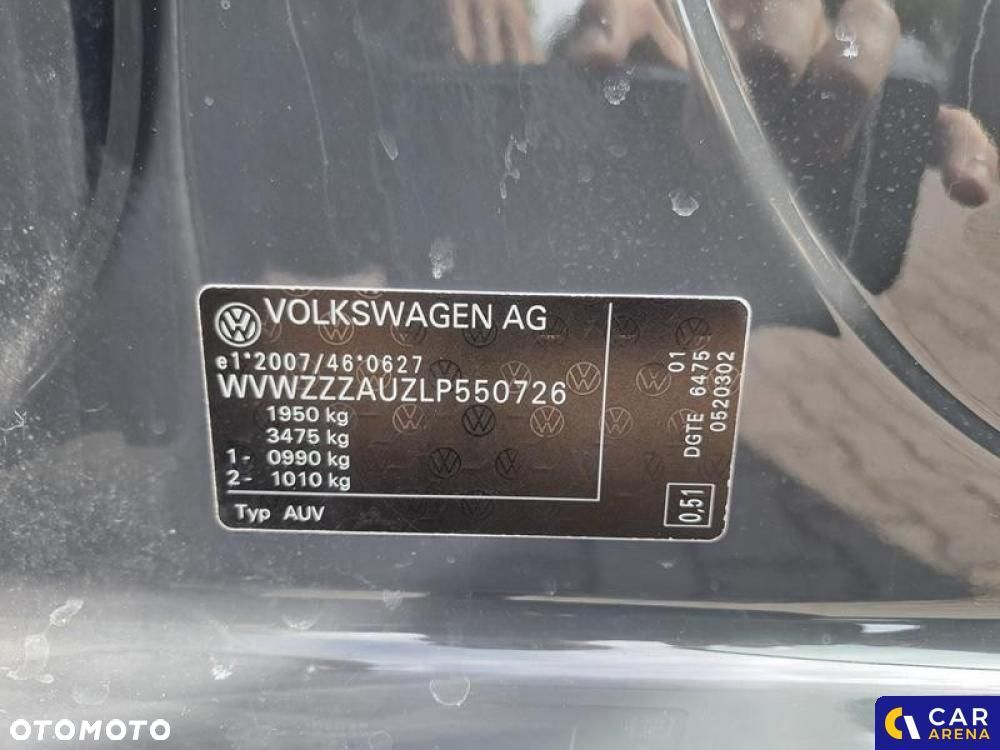 VOLKSWAGEN AG
e1*2007/46*0627
WVWZZZAUZLP550726
1950 kg
3475 kg
1- 0990 kg
2- 1010 kg
Typ AUV
01
DGTE 6475
0520302
0,51
OTOMOTO
CAR
ARENA